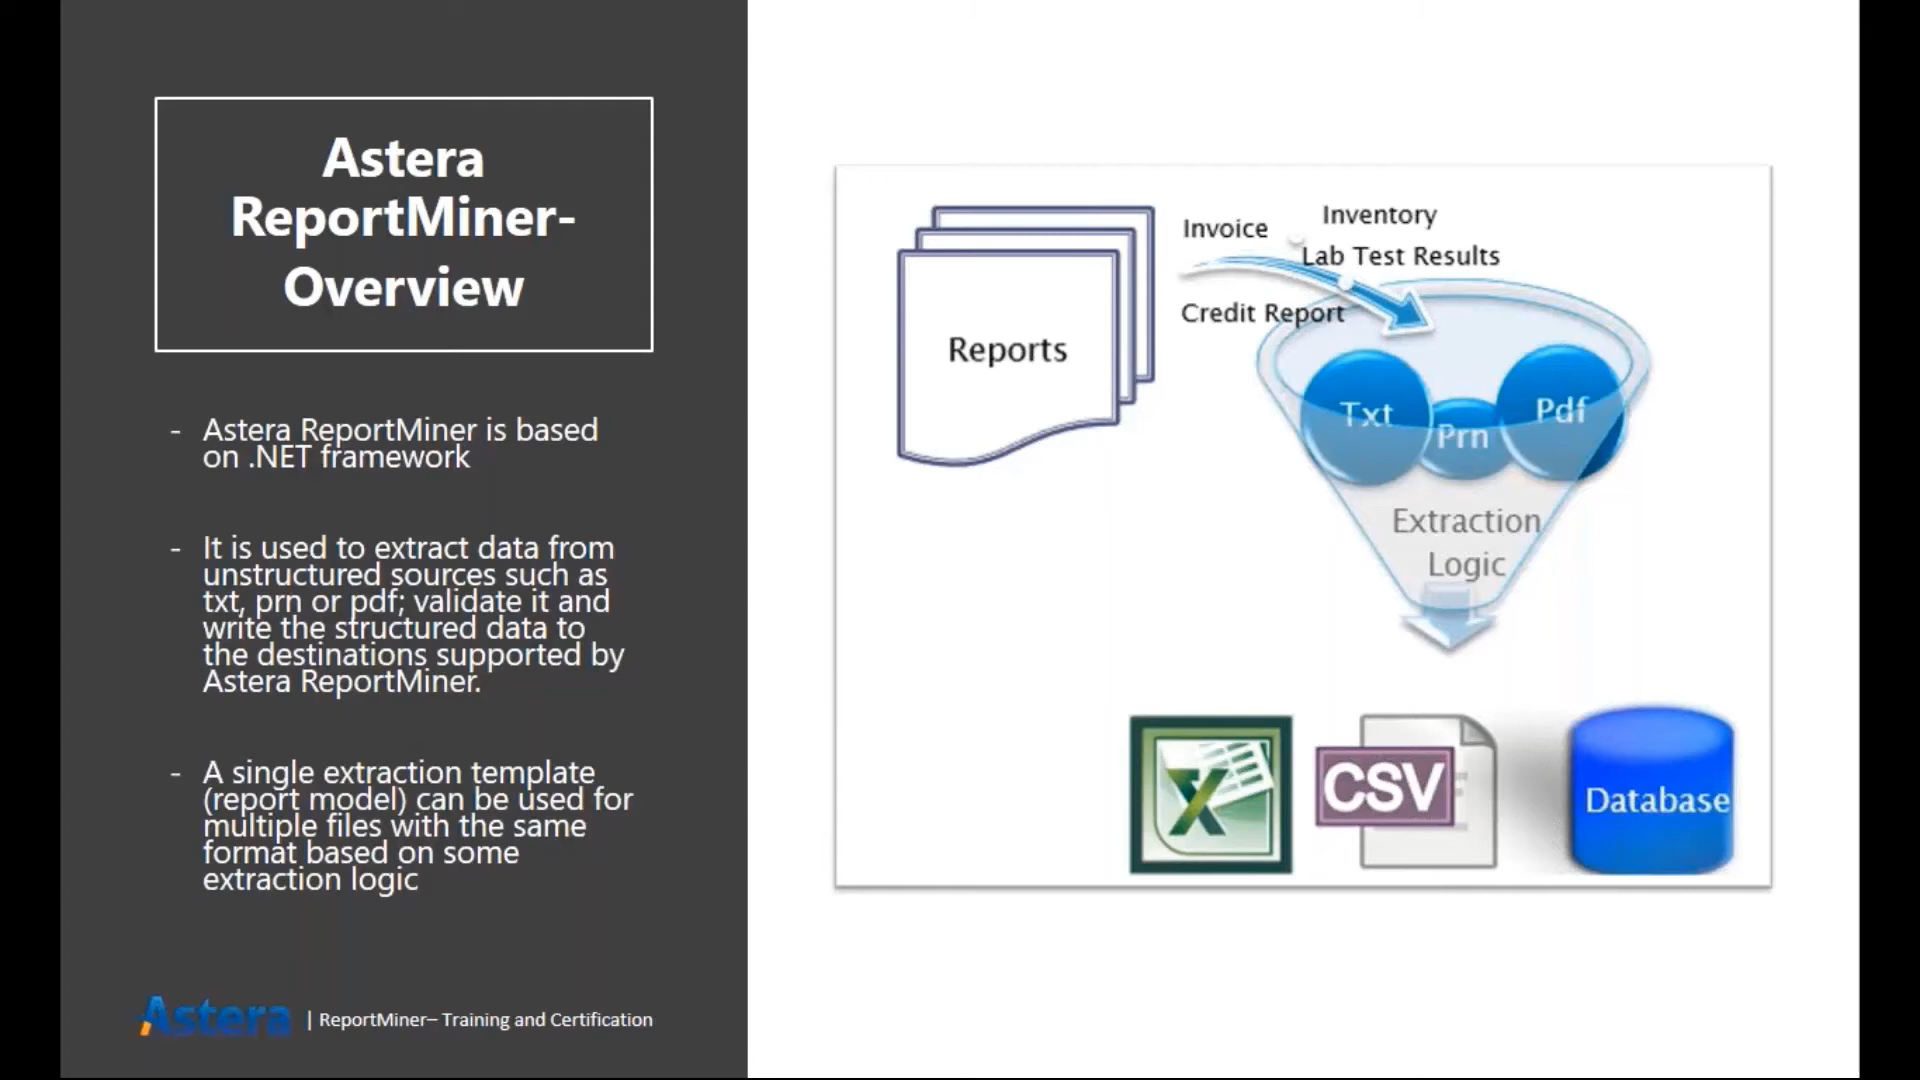 Astera
ReportMiner-
Overview
- Astera ReportMiner is based
on .NET framework
- It is used to extract data from
unstructured sources such as
txt, prn or pdf; validate it and
write the structured data to
the destinations supported by
Astera ReportMiner.
- A single extraction template
(report model) can be used for
multiple files with the same
format based on some
extraction logic
Astera | ReportMiner– Training and Certification
Reports
Invoice
Inventory
Lab Test Results
Credit Report
Txt
Prn
Pdf
Extraction
Logic
X
CSV
Database